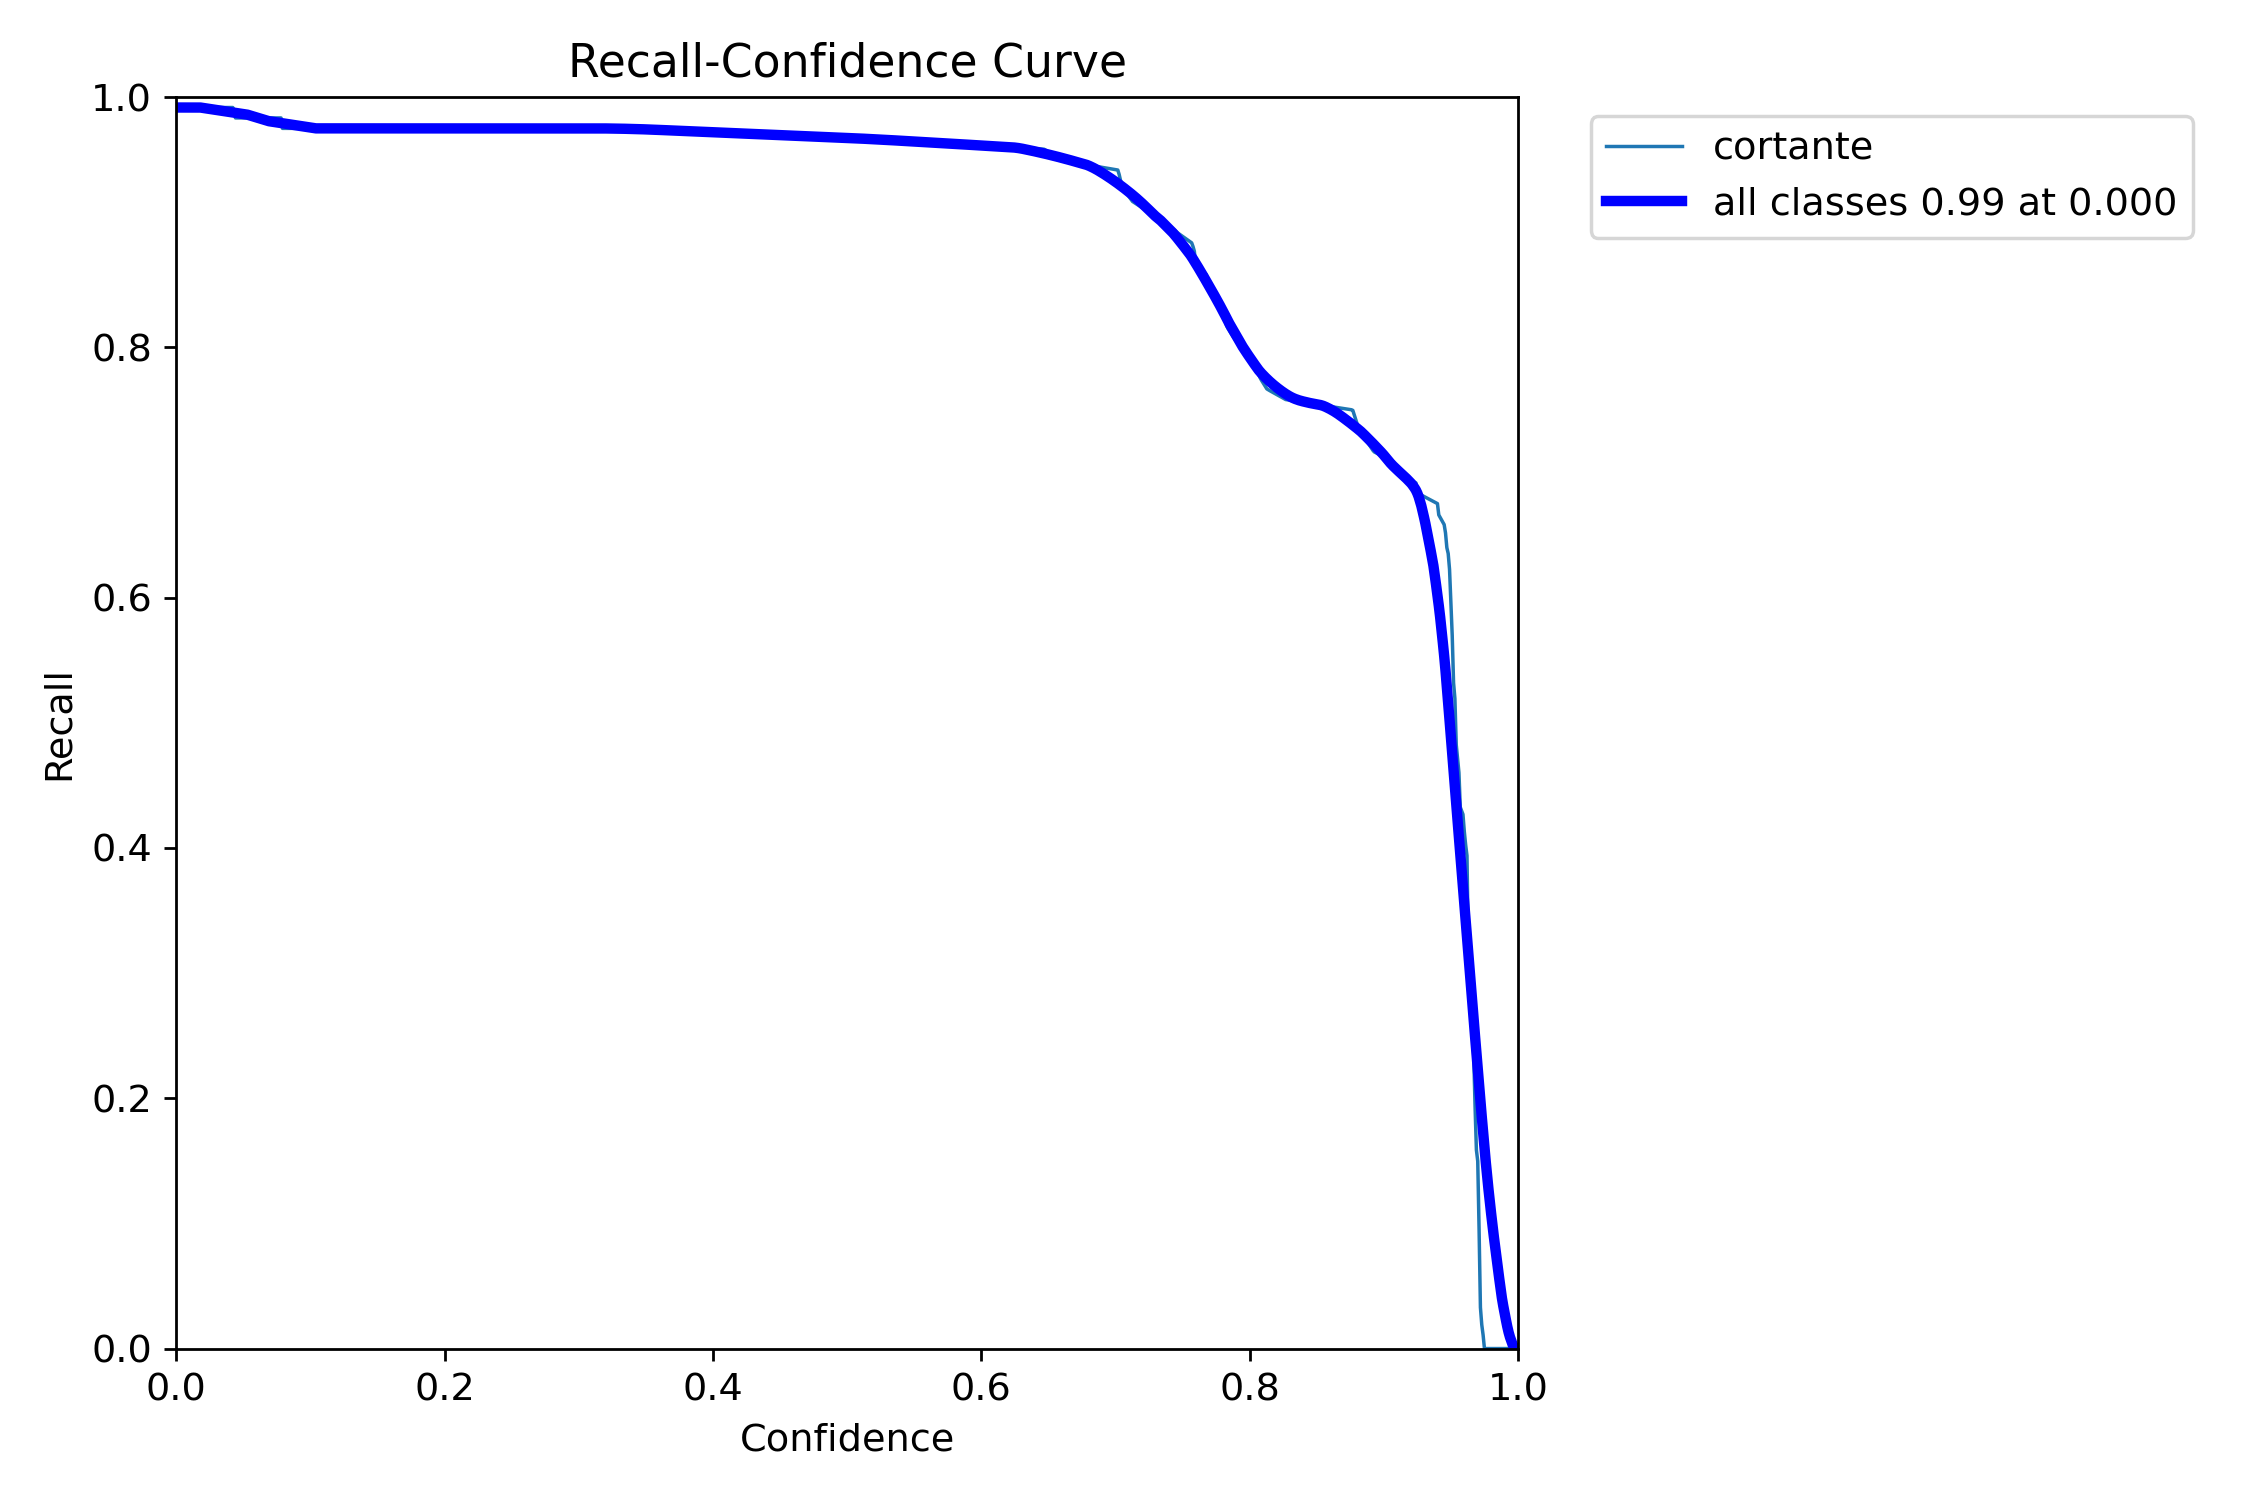 Recall-Confidence Curve
1.0
0.8
0.6
0.4
0.2
0.0
Recall
0.0 0.2 0.4 0.6 0.8 1.0
Confidence
cortante
all classes 0.99 at 0.000